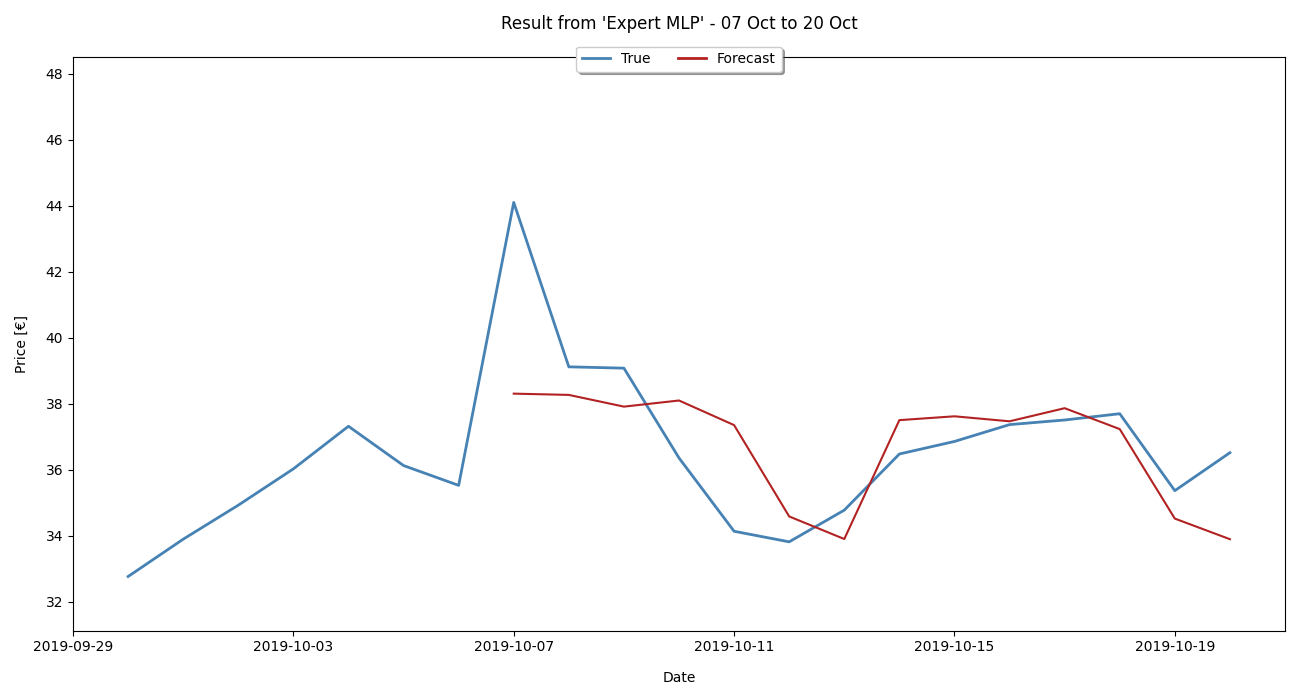 Result from 'Expert MLP' - 07 Oct to 20 Oct
True Forecast
48
46
44
42
40
38
36
34
32
Price [€]
2019-09-29 2019-10-03 2019-10-07 2019-10-11 2019-10-15 2019-10-19
Date